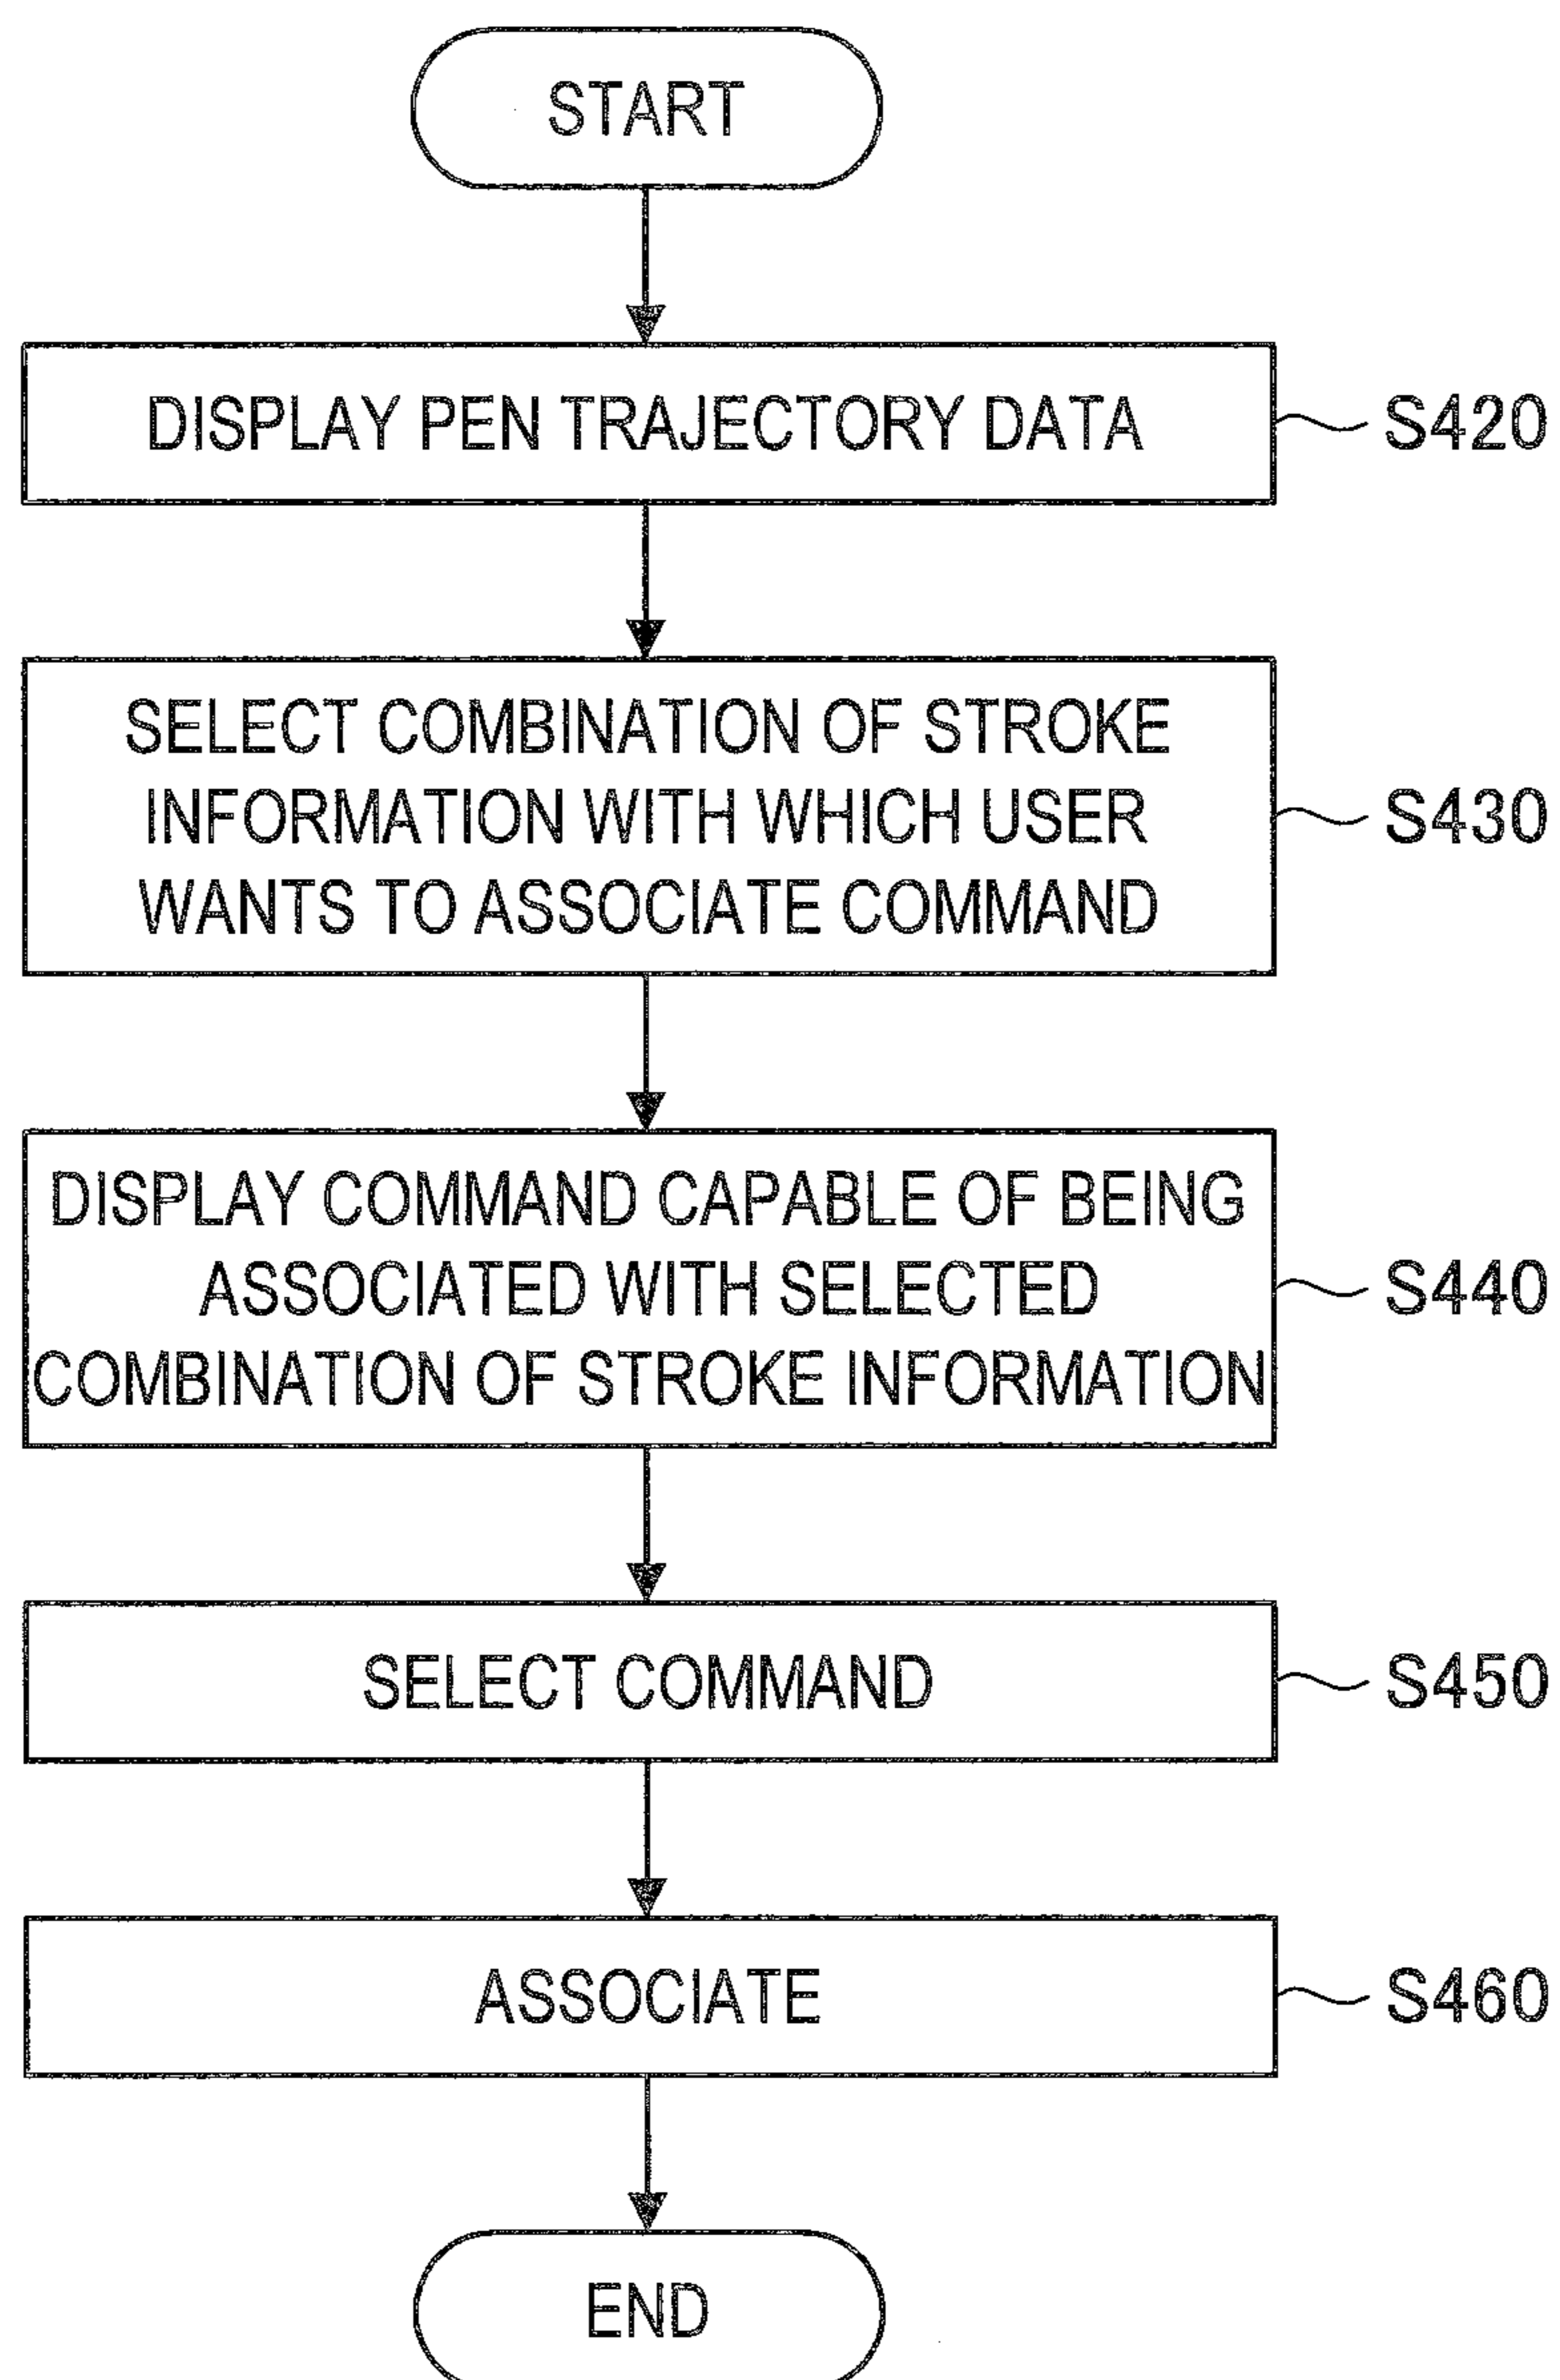 START
DISPLAY PEN TRAJECTORY DATA
S420
SELECT COMBINATION OF STROKE
INFORMATION WITH WHICH USER
WANTS TO ASSOCIATE COMMAND
S430
DISPLAY COMMAND CAPABLE OF BEING
ASSOCIATED WITH SELECTED
COMBINATION OF STROKE INFORMATION
S440
SELECT COMMAND
S450
ASSOCIATE
S460
END